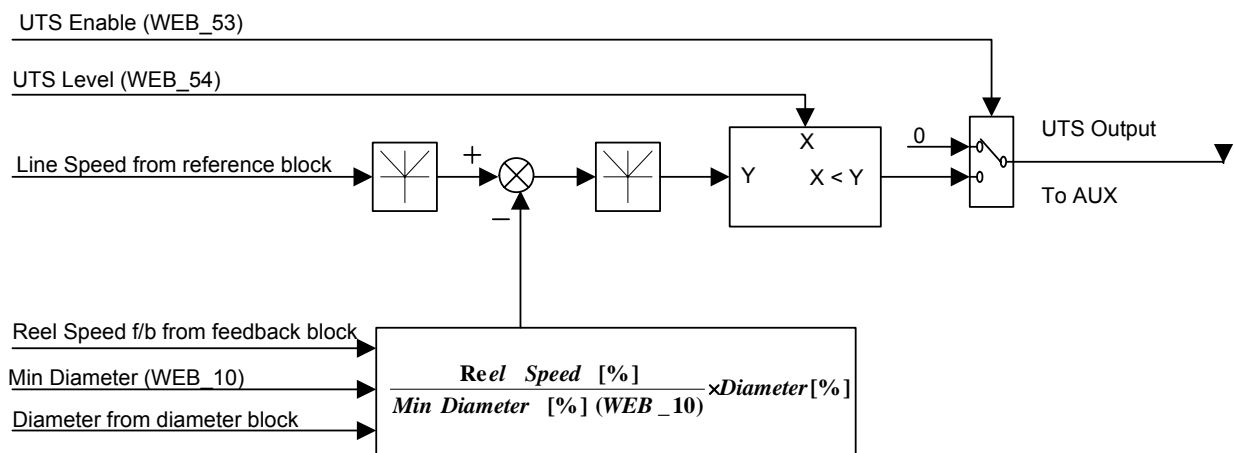 UTS Enable (WEB_53)
UTS Level (WEB_54)
Line Speed from reference block
+
−
Y
X
X < Y
0
UTS Output
To AUX
Reel Speed f/b from feedback block
Min Diameter (WEB_10)
Diameter from diameter block
Reel Speed [%]
Min Diameter [%] (WEB_10)
×Diameter[%]